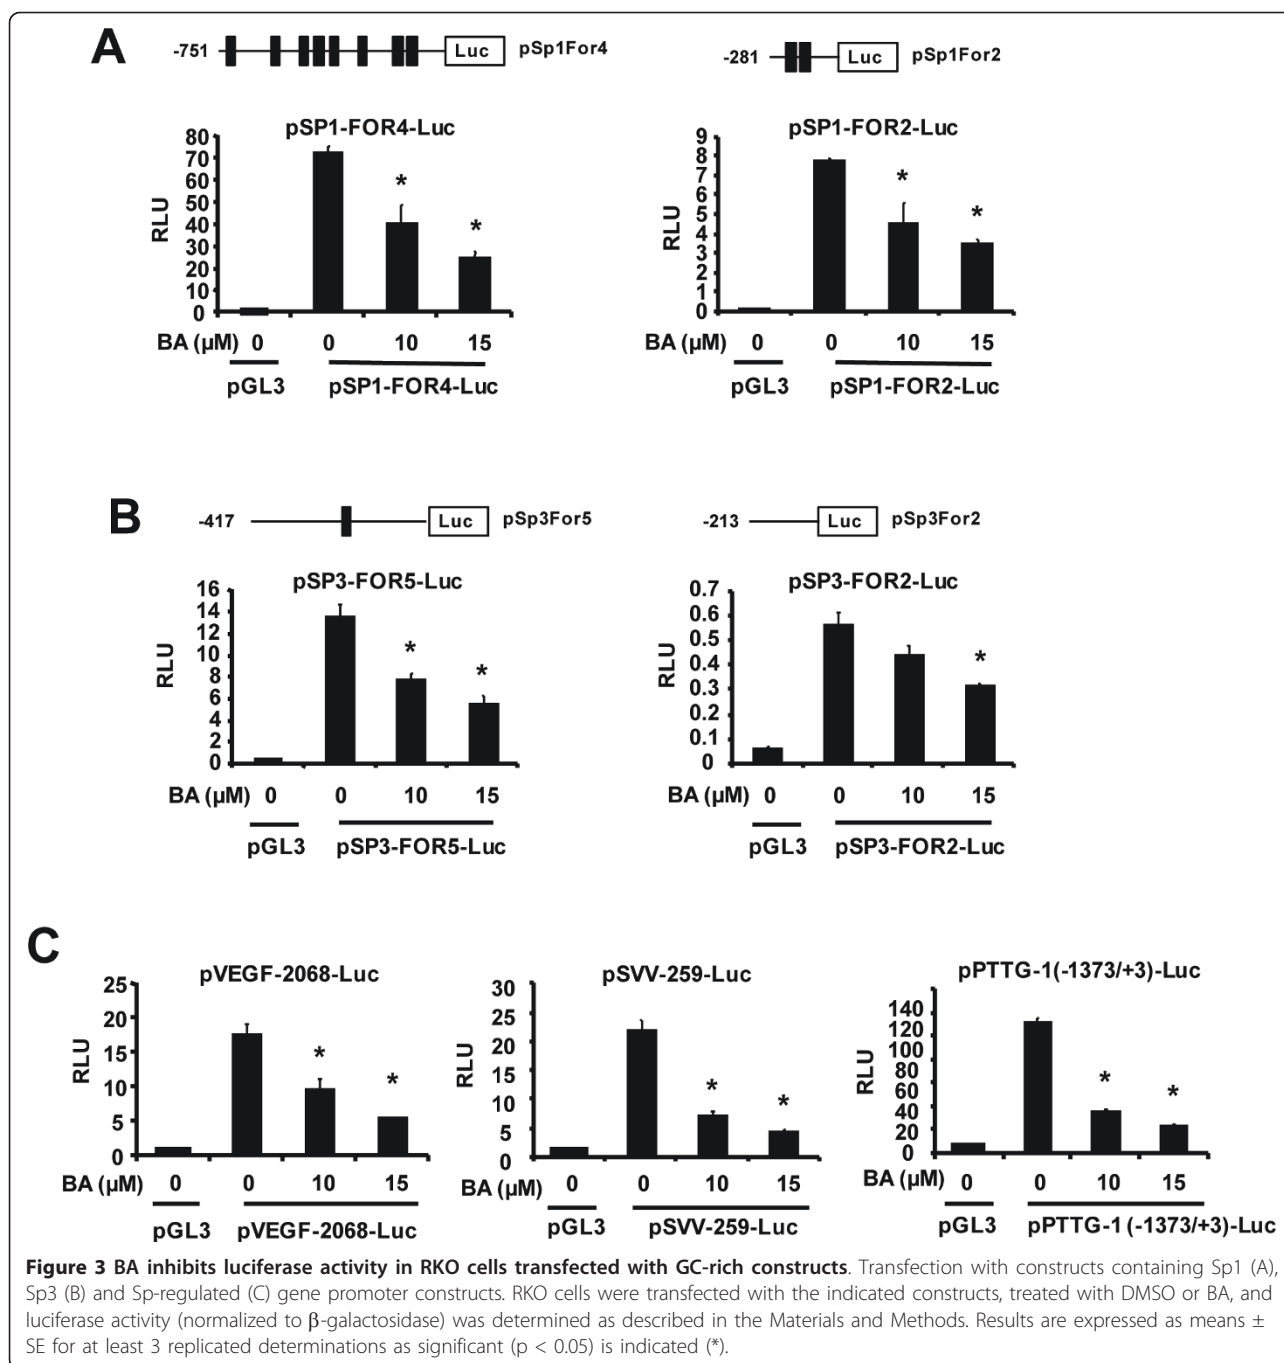 A
-751 Luc pSp1For4
-281 Luc pSp1For2
pSP1-FOR4-Luc
80
70
60
50
40
30
20
10
0
RLU
* *
BA (µM) 0 0 10 15
pGL3 pSP1-FOR4-Luc
pSP1-FOR2-Luc
9
8
7
6
5
4
3
2
1
0
RLU
* *
BA (µM) 0 0 10 15
pGL3 pSP1-FOR2-Luc
B
-417 Luc pSp3For5
-213 Luc pSp3For2
pSP3-FOR5-Luc
16
14
12
10
8
6
4
2
0
RLU
* *
BA (µM) 0 0 10 15
pGL3 pSP3-FOR5-Luc
pSP3-FOR2-Luc
0.7
0.6
0.5
0.4
0.3
0.2
0.1
0
RLU
*
BA (µM) 0 0 10 15
pGL3 pSP3-FOR2-Luc
C
pVEGF-2068-Luc
25
20
15
10
5
0
RLU
* *
BA (µM) 0 0 10 15
pGL3 pVEGF-2068-Luc
pSVV-259-Luc
30
25
20
15
10
5
0
RLU
* *
BA (µM) 0 0 10 15
pGL3 pSVV-259-Luc
pPTTG-1(-1373/+3)-Luc
140
120
100
80
60
40
20
0
RLU
* *
0 0 10 15
pGL3 pPTTG-1 (-1373/+3)-Luc
Figure 3 BA inhibits luciferase activity in RKO cells transfected with GC-rich constructs. Transfection with constructs containing Sp1 (A),
Sp3 (B) and Sp-regulated (C) gene promoter constructs. RKO cells were transfected with the indicated constructs, treated with DMSO or BA, and
luciferase activity (normalized to β-galactosidase) was determined as described in the Materials and Methods. Results are expressed as means ±
SE for at least 3 replicated determinations as significant (p < 0.05) is indicated (*).